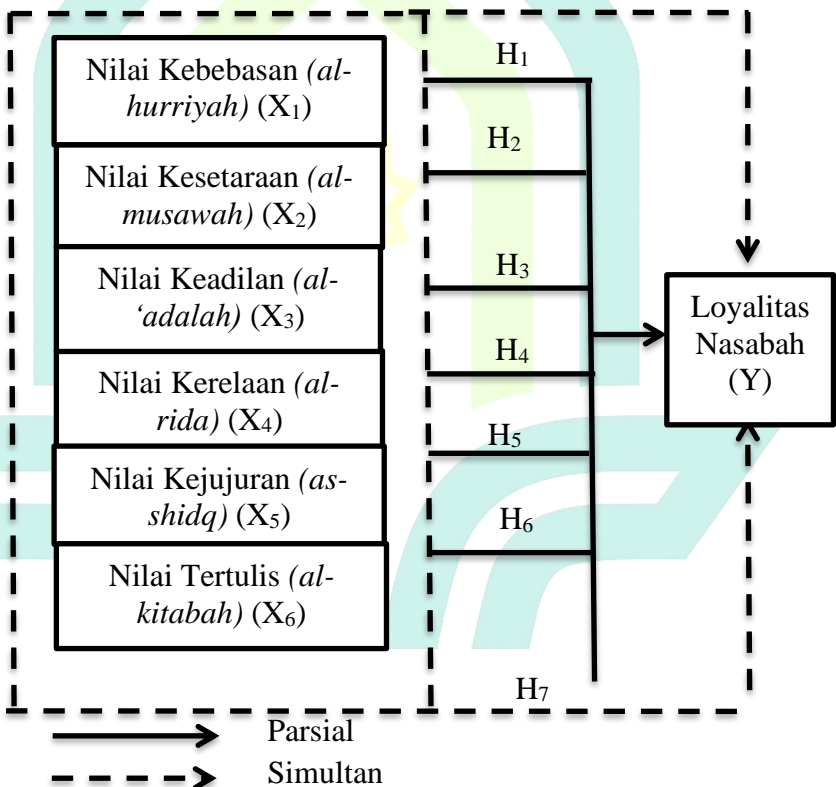 Nilai Kebebasan (al-
hurriyah) (X₁)
Nilai Kesetaraan (al-
musawah) (X₂)
Nilai Keadilan (al-
‘adalah) (X₃)
Nilai Kerelaan (al-
rida) (X₄)
Nilai Kejujuran (as-
shidq) (X₅)
Nilai Tertulis (al-
kitabah) (X₆)
H₁
H₂
H₃
H₄
H₅
H₆
H₇
Loyalitas
Nasabah
(Y)
Parsial
Simultan